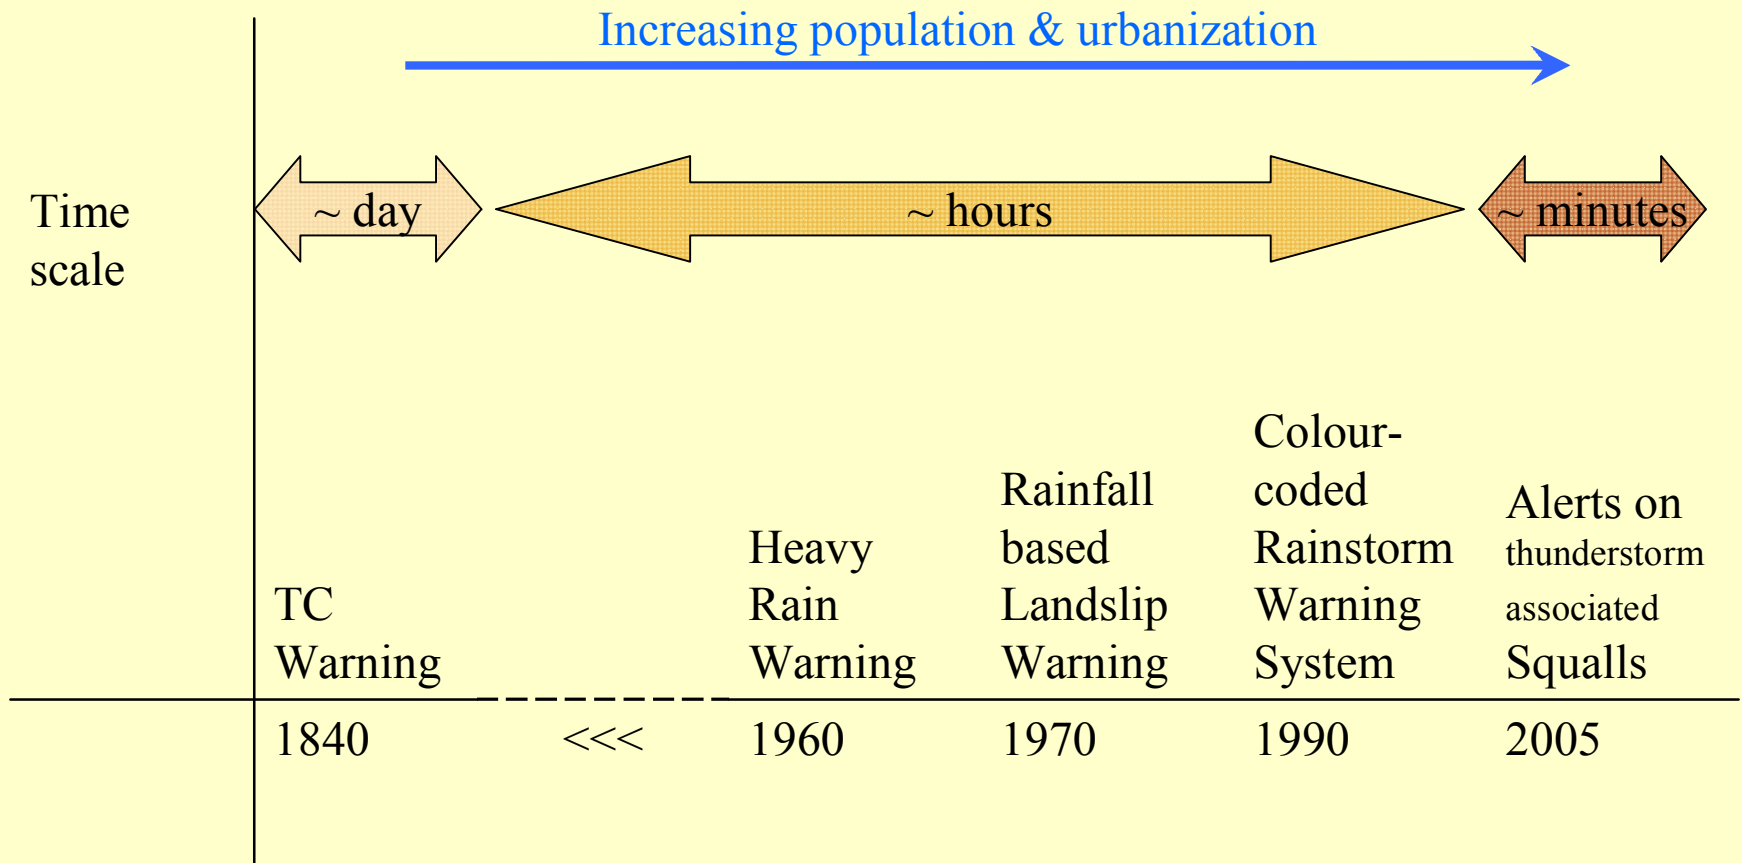 Increasing population & urbanization
Time
scale
~ day
~ hours
~ minutes
TC
Warning
Heavy
Rain
Warning
Rainfall
based
Landslip
Warning
Colour-
coded
Rainstorm
Warning
System
Alerts on
thunderstorm
associated
Squalls
1840
<<<
1960
1970
1990
2005